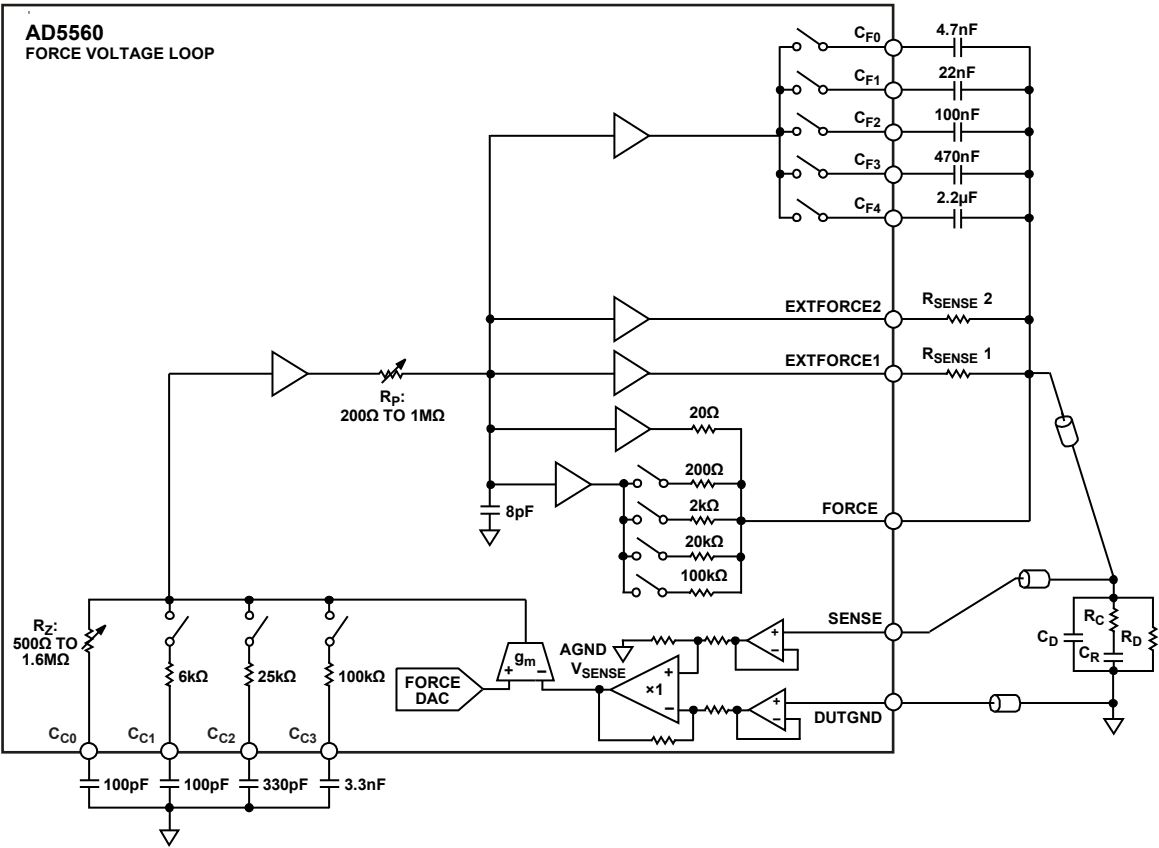 AD5560
FORCE VOLTAGE LOOP
CF0
4.7nF
CF1
22nF
CF2
100nF
CF3
470nF
CF4
2.2µF
EXTFORCE2
RSENSE 2
EXTFORCE1
RSENSE 1
RP:
200Ω TO 1MΩ
20Ω
200Ω
8pF
2kΩ
FORCE
20kΩ
100kΩ
RZ:
500Ω TO
1.6MΩ
6kΩ
25kΩ
100kΩ
FORCE
DAC
gm
+ –
AGND
VSENSE
×1
+
–
+
–
+
–
SENSE
DUTGND
CD
RC
CR
RD
CC0
CC1
CC2
CC3
100pF
100pF
330pF
3.3nF